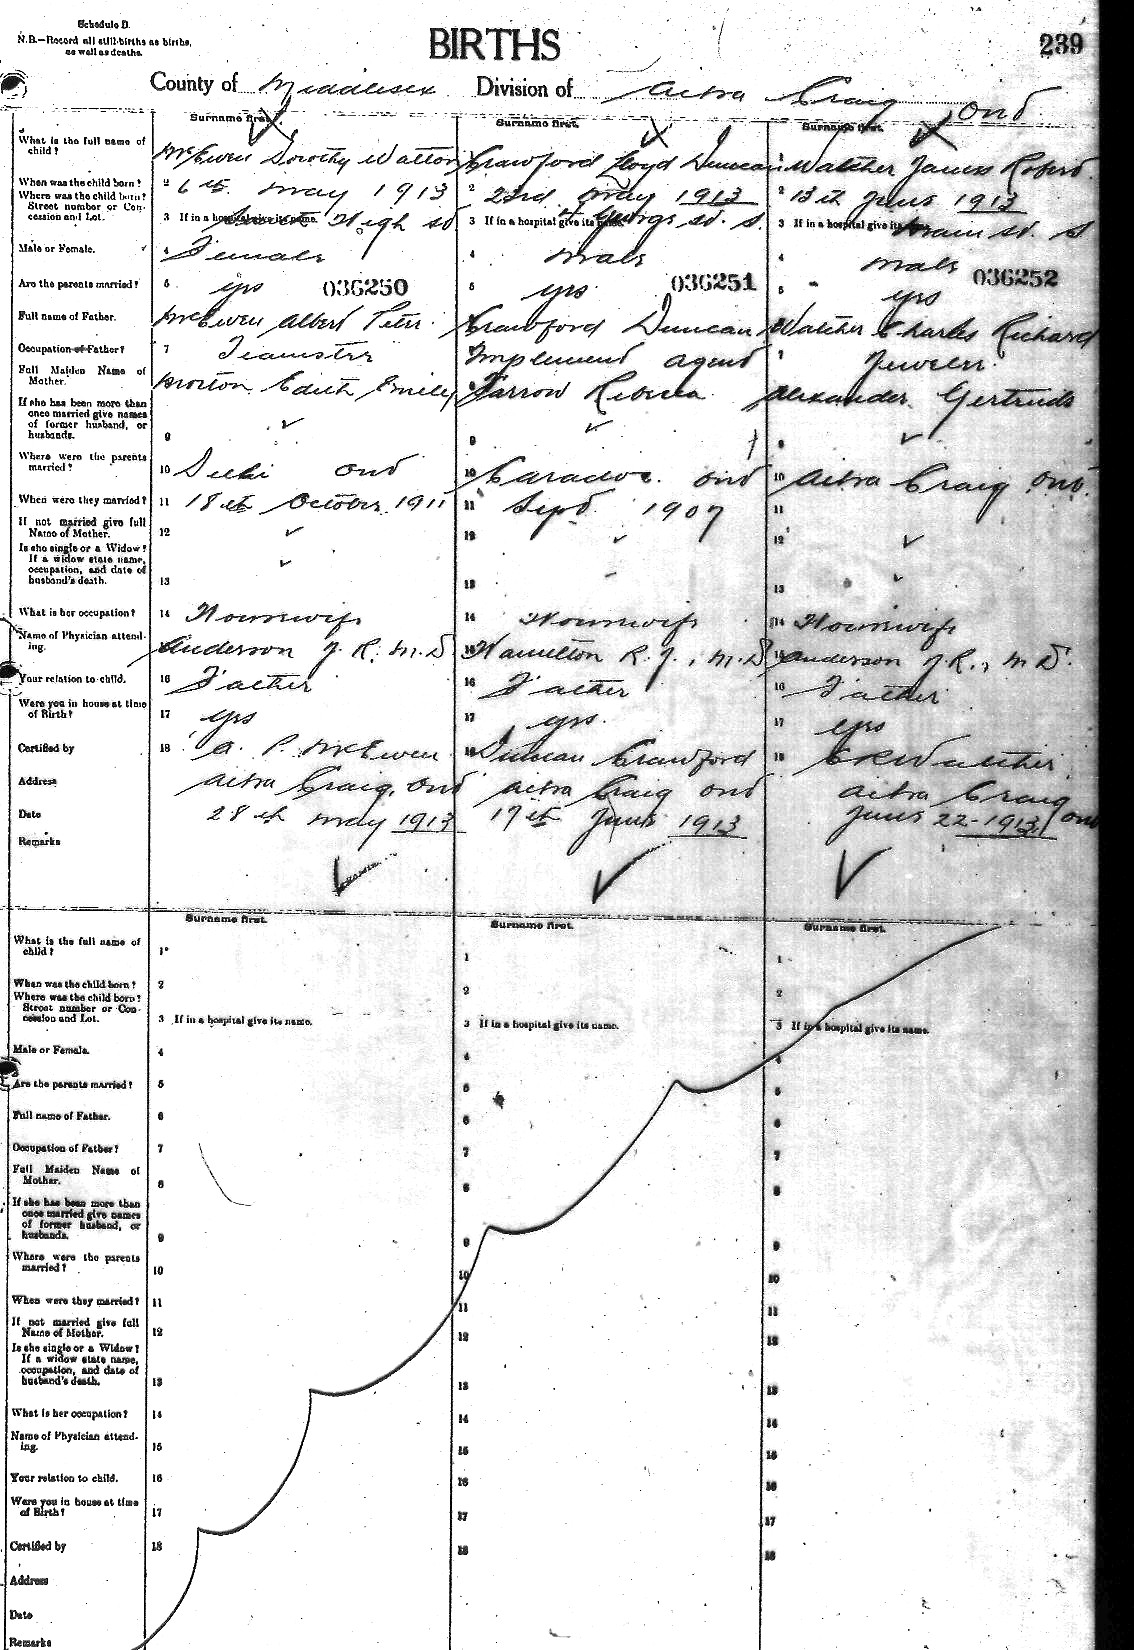 Schedule D.
N.B.—Record all still-births as births,
as well as deaths.
BIRTHS
239
County of Middlesex Division of Ailsa Craig Ont
Surname first. Surname first. Surname first.
What is the full name of
child?
McEwen Dorothy Watton Crawford Lloyd Duncan Watcher James Robert
When was the child born? 2 6th May 1913 2 23rd May 1913 2 13th June 1913
Where was the child born?
Street number or Con-
cession and Lot. 3 If in a hospital give its name. High St 3 If in a hospital give its name. George St. S. 3 If in a hospital give its name. Main St. S
Male or Female. 4 Female 4 Male 4 Male
Are the parents married? 5 yes 036250 5 yes 036251 5 yes 036252
Full name of Father. McEwen Albert Peter. Crawford Duncan Watcher Charles Richard
Occupation of Father? 7 Teamster Implement agent 7 Jeweler.
Full Maiden Name of
Mother. Morton Edith Emily Farrow Rebecca Alexander Gertrude
If she has been more than
once married give names
of former husband, or
husbands. 9 9 9
Where were the parents
married? 10 Delhi Ont 10 Caradoc Ont 10 Ailsa Craig Ont.
When were they married? 11 18th October 1911 11 Sept 1907 11
If not married give full
Name of Mother. 12 12 12
Is she single or a Widow?
If a widow state name,
occupation, and date of
husband's death. 13 13 13
What is her occupation? 14 Housewife 14 Housewife 14 Housewife
Name of Physician attend-
ing. Anderson J. R. M.D 15 Hamilton R. J., M.D 15 Anderson J. R., M.D.
Your relation to child. 16 Father 16 Father 16 Father
Were you in house at time
of Birth? 17 yes 17 yes. 17 yes
Certified by 18 A. P. McEwen 18 Duncan Crawford 18 C R Watcher
Address Ailsa Craig, Ont Ailsa Craig Ont Ailsa Craig
Date 28th May 1913 17th June 1913 June 22-1913 Ont
Remarks
Surname first. Surname first. Surname first.
What is the full name of
child? 1 1 1
When was the child born? 2 2 2
Where was the child born?
Street number or Con-
cession and Lot. 3 If in a hospital give its name. 3 If in a hospital give its name. 3 If in a hospital give its name.
Male or Female. 4 4 4
Are the parents married? 5 5 5
Full name of Father. 6 6 6
Occupation of Father? 7 7 7
Full Maiden Name of
Mother. 8 8 8
If she has been more than
once married give names
of former husband, or
husbands. 9 9 9
Where were the parents
married? 10 10 10
When were they married? 11 11 11
If not married give full
Name of Mother. 12 12 12
Is she single or a Widow?
If a widow state name,
occupation, and date of
husband's death. 13 13 13
What is her occupation? 14 14 14
Name of Physician attend-
ing. 15 15 15
Your relation to child. 16 16 16
Were you in house at time
of Birth? 17 17 17
Certified by 18 18 18
Address
Date
Remarks